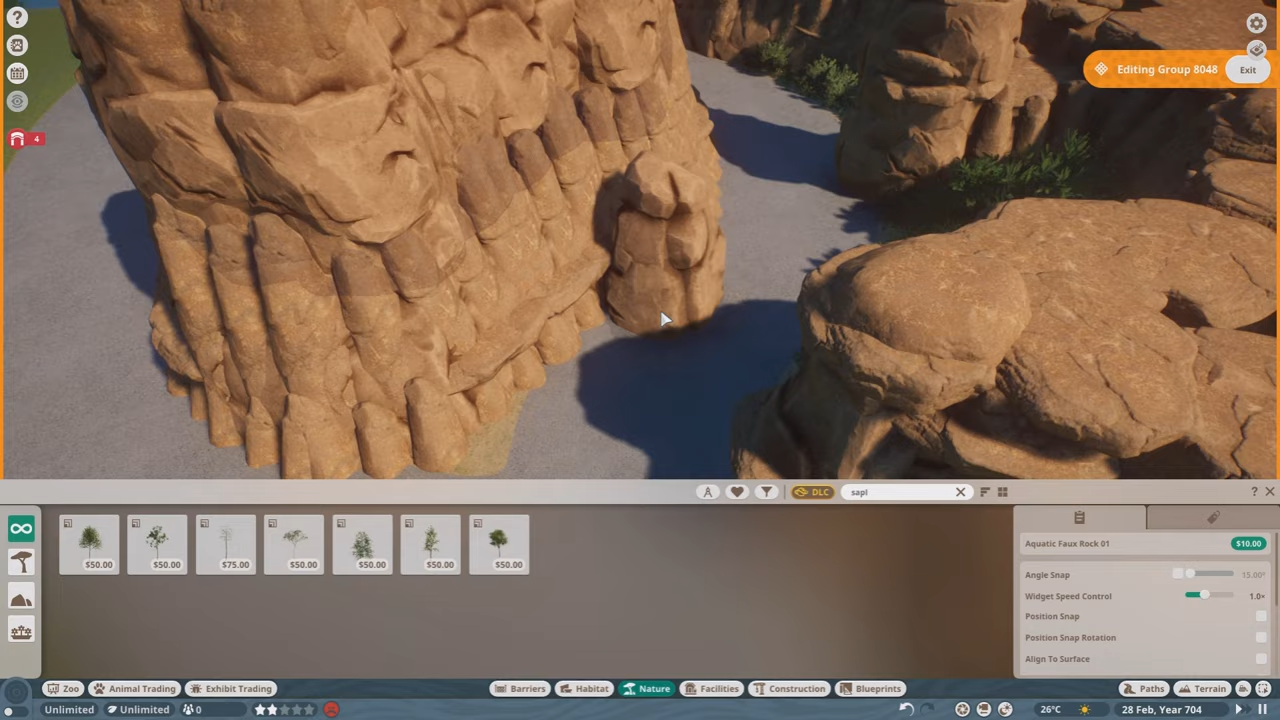 ?
4
Editing Group 8048
Exit
DLC
sapl
?
$50.00
$50.00
$75.00
$50.00
$50.00
$50.00
$50.00
Aquatic Faux Rock 01
$10.00
Angle Snap
15.00°
Widget Speed Control
1.0×
Position Snap
Position Snap Rotation
Align To Surface
Zoo
Animal Trading
Exhibit Trading
Barriers
Habitat
Nature
Facilities
Construction
Blueprints
Paths
Terrain
Unlimited
Unlimited
0
26°C
28 Feb, Year 704